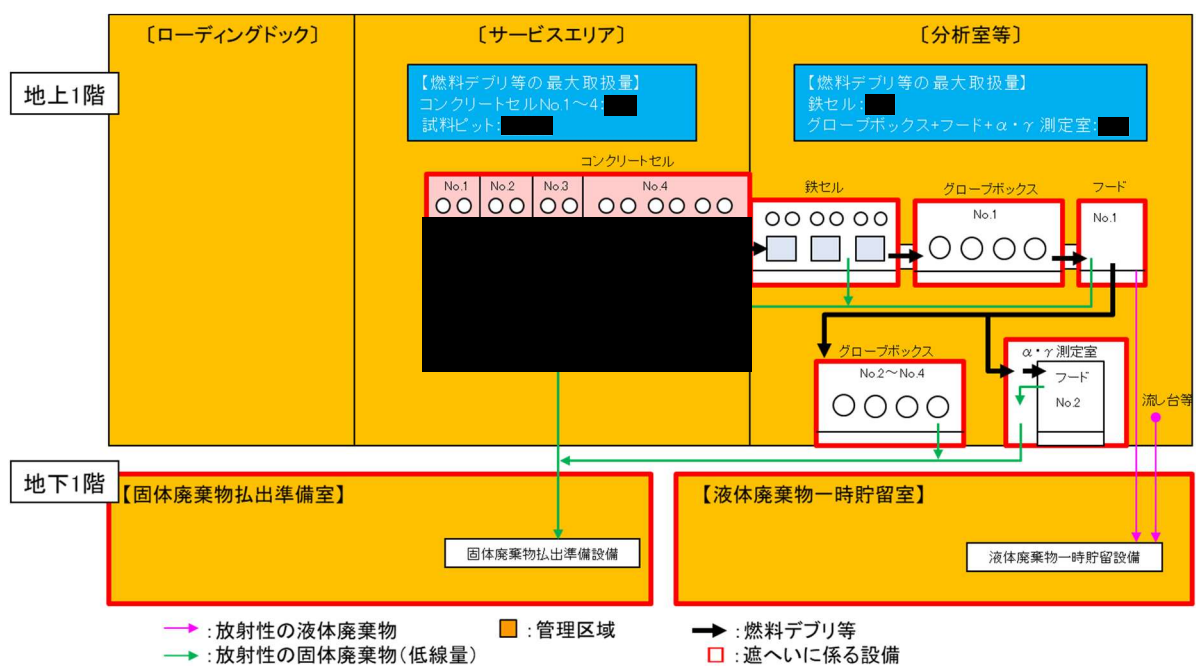 〔ローディングドック〕
〔サービスエリア〕
〔分析室等〕
地上1階
【燃料デブリ等の最大取扱量】
コンクリートセルNo.1～4:
試料ピット:
【燃料デブリ等の最大取扱量】
鉄セル:
グローブボックス+フード+α・γ測定室:
コンクリートセル
No.1
No.2
No.3
No.4
鉄セル
グローブボックス
No.1
フード
No.1
グローブボックス
No.2～No.4
α・γ測定室
フード
No.2
流し台等
地下1階
【固体廃棄物払出準備室】
固体廃棄物払出準備設備
【液体廃棄物一時貯留室】
液体廃棄物一時貯留設備
:放射性の液体廃棄物
:管理区域
:燃料デブリ等
:放射性の固体廃棄物(低線量)
:遮へいに係る設備